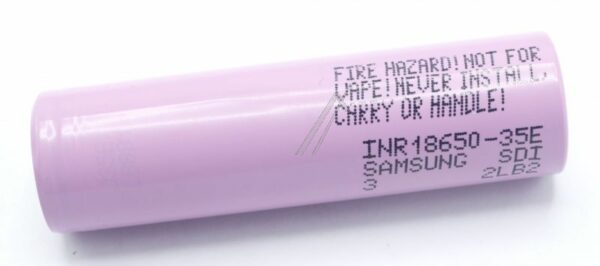 FIRE HAZARD! NOT FOR
VAPE! NEVER INSTALL,
CARRY OR HANDLE!
INR18650-35E
SAMSUNG SDI
3 2LB2